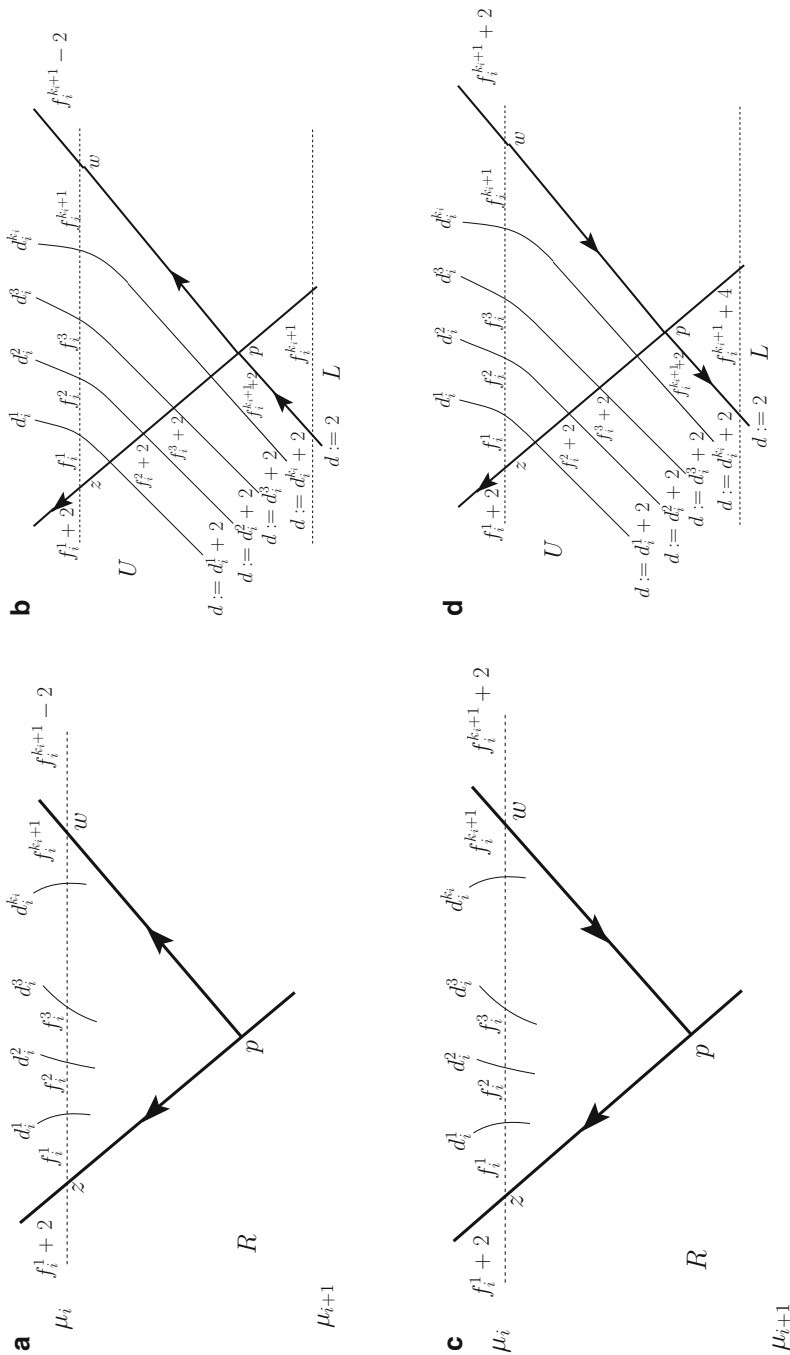 a
$d_i^1$ $d_i^2$ $d_i^3$ $d_i^{k_i}$
$\mu_i$ $f_i^1 + 2$ $f_i^1$ $f_i^2$ $f_i^3$ $f_i^{k_i+1}$ $f_i^{k_i+1} - 2$
z w
R p
$\mu_{i+1}$
b
$d_i^1$ $d_i^2$ $d_i^3$ $d_i^{k_i}$
$f_i^1 + 2$ $f_i^1$ $f_i^2$ $f_i^3$ $f_i^{k_i+1}$ $f_i^{k_i+1} - 2$
z w
U $f_i^2 + 2$
$f_i^3 + 2$
$f_i^{k_i+1} + 2$ p
$d := d_i^1 + 2$
$d := d_i^2 + 2$
$d := d_i^3 + 2$ $f_i^{k_i+1}$
$d := d_i^{k_i} + 2$
$d := 2$ L
c
$d_i^1$ $d_i^2$ $d_i^3$ $d_i^{k_i}$
$\mu_i$ $f_i^1 + 2$ $f_i^1$ $f_i^2$ $f_i^3$ $f_i^{k_i+1}$ $f_i^{k_i+1} + 2$
z w
R p
$\mu_{i+1}$
d
$d_i^1$ $d_i^2$ $d_i^3$ $d_i^{k_i}$
$f_i^1 + 2$ $f_i^1$ $f_i^2$ $f_i^3$ $f_i^{k_i+1}$ $f_i^{k_i+1} + 2$
z w
U $f_i^2 + 2$
$f_i^3 + 2$
$f_i^{k_i+1} + 2$ p
$d := d_i^1 + 2$
$d := d_i^2 + 2$
$d := d_i^3 + 2$ $f_i^{k_i+1} + 4$
$d := d_i^{k_i} + 2$
$d := 2$ L